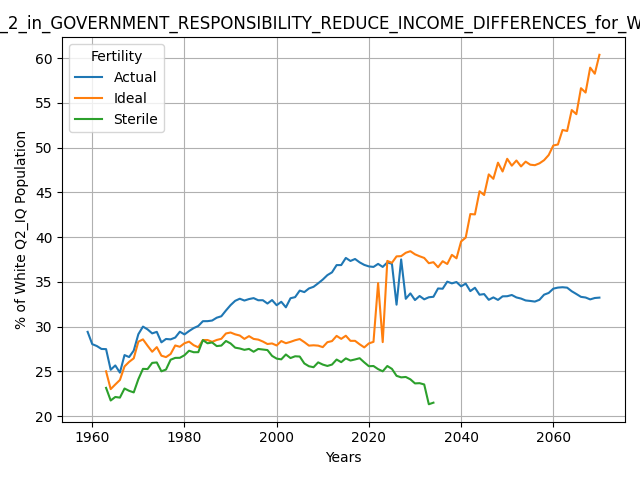 _2_in_GOVERNMENT_RESPONSIBILITY_REDUCE_INCOME_DIFFERENCES_for_W
Fertility
Actual
Ideal
Sterile
% of White Q2_IQ Population
60
55
50
45
40
35
30
25
20
1960 1980 2000 2020 2040 2060
Years